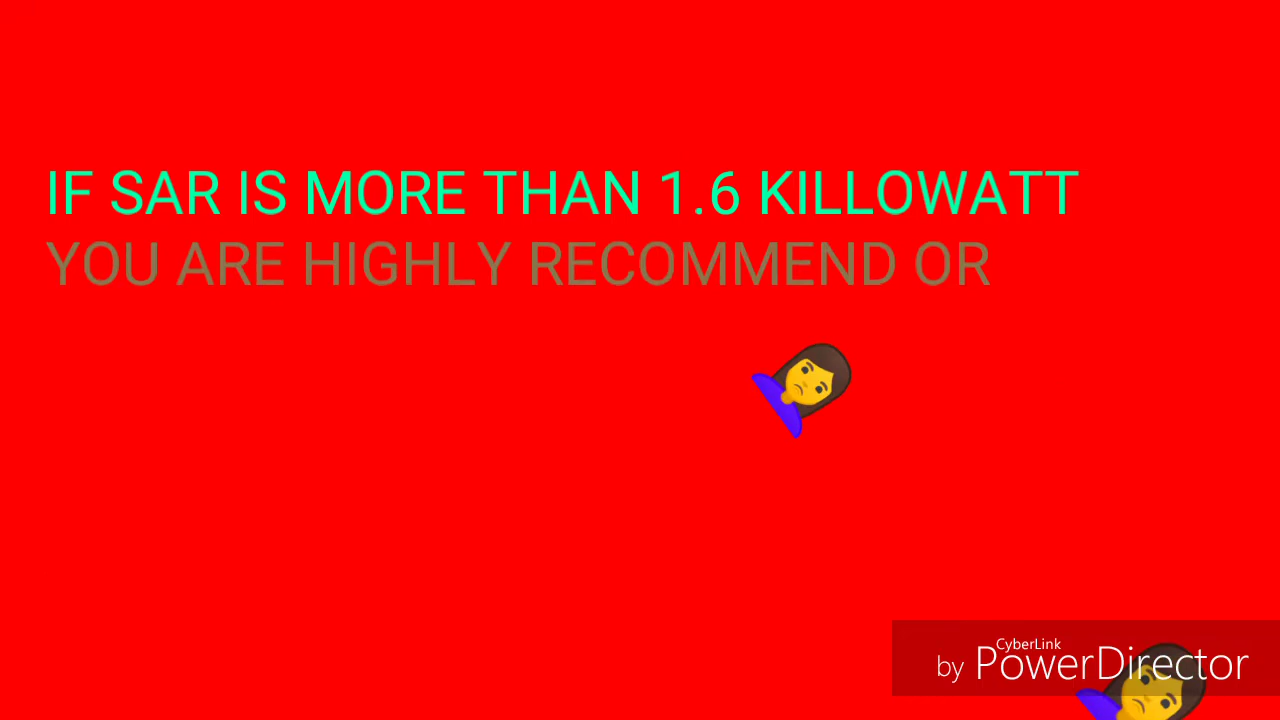 IF SAR IS MORE THAN 1.6 KILLOWATT
YOU ARE HIGHLY RECOMMEND OR
CyberLink
by PowerDirector